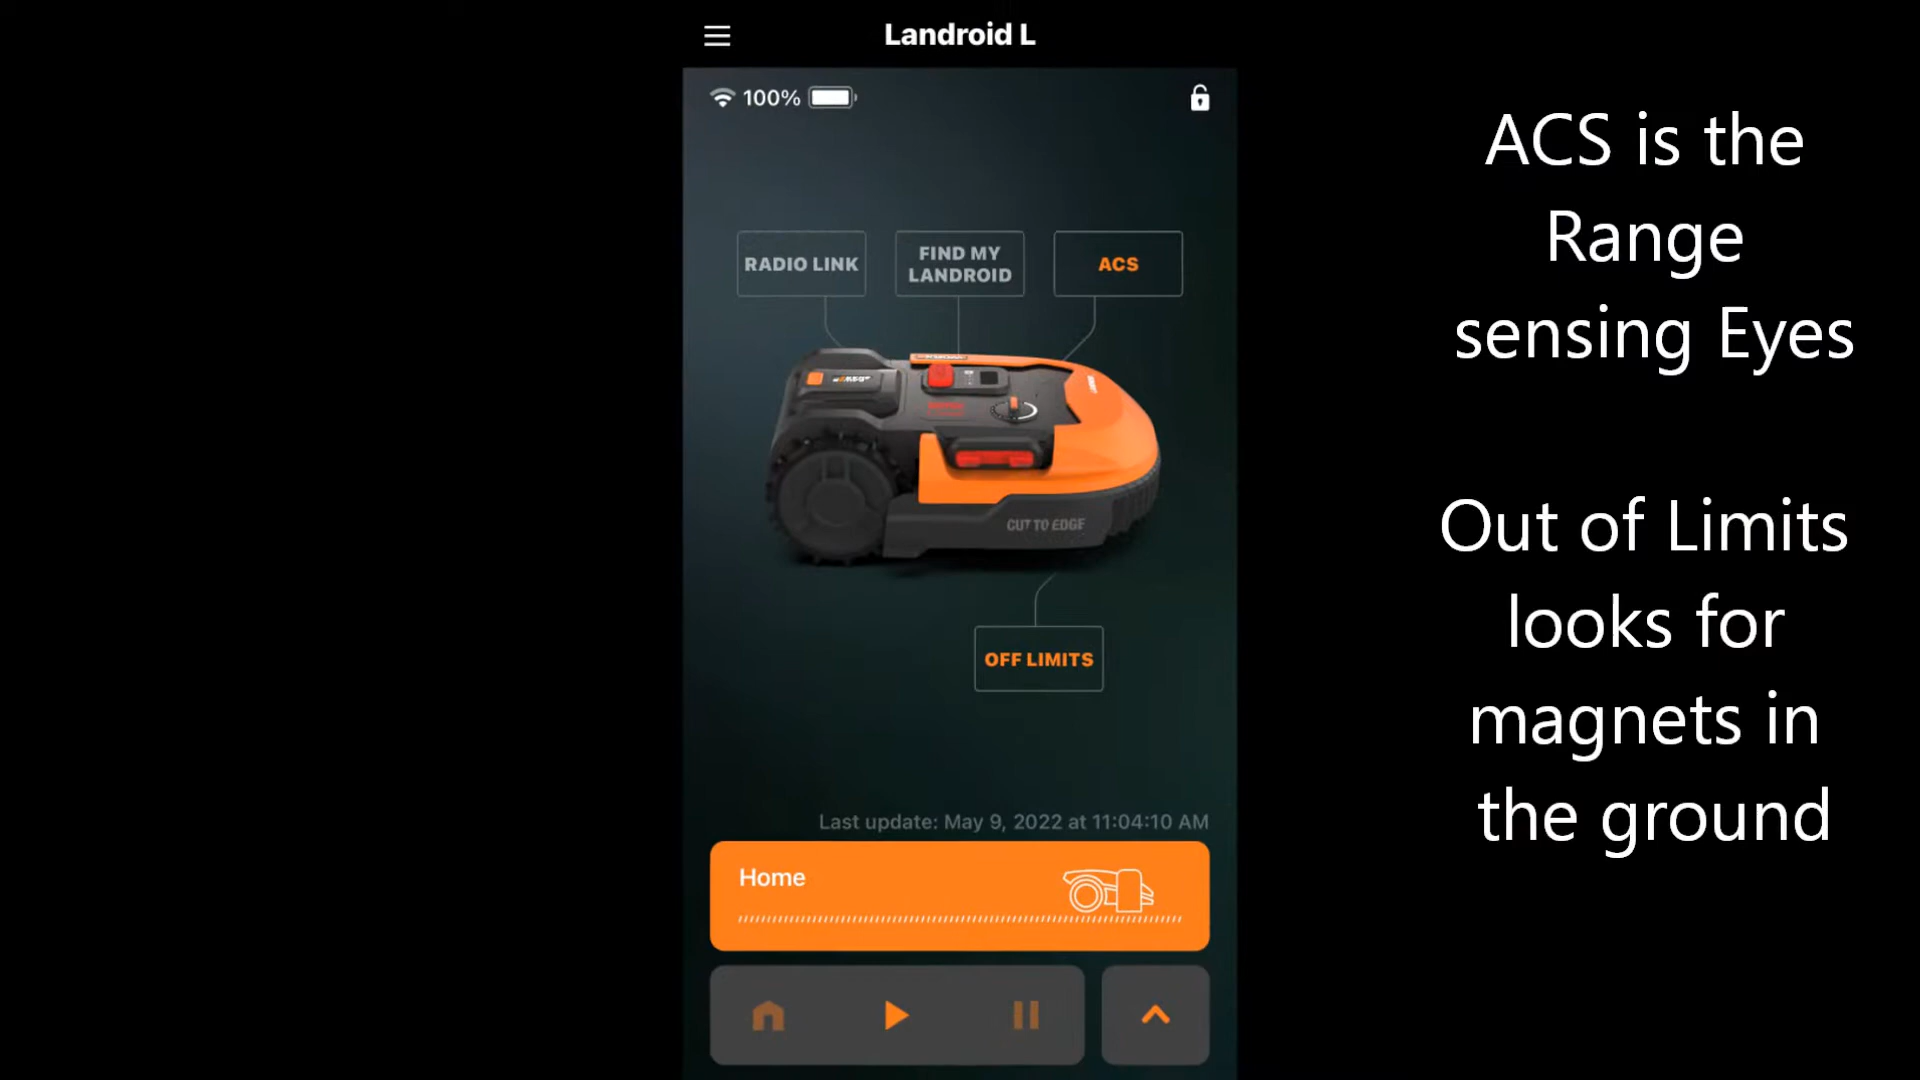 Landroid L
100%
RADIO LINK
FIND MY
LANDROID
ACS
CUT TO EDGE
OFF LIMITS
Last update: May 9, 2022 at 11:04:10 AM
Home
ACS is the
Range
sensing Eyes
Out of Limits
looks for
magnets in
the ground